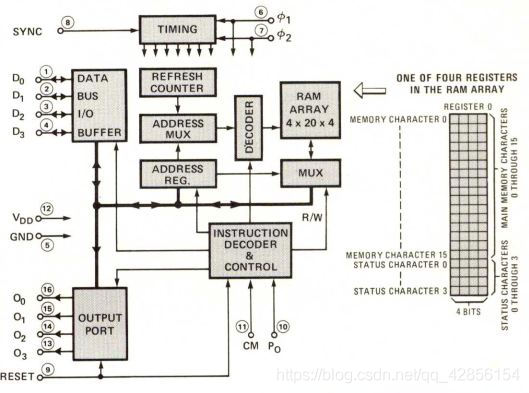 SYNC
8
TIMING
6
ϕ1
7
ϕ2
D0
1
D1
2
D2
3
D3
4
DATA
BUS
I/O
BUFFER
REFRESH
COUNTER
ADDRESS
MUX
ADDRESS
REG.
DECODER
RAM
ARRAY
4 x 20 x 4
MUX
R/W
VDD
12
GND
5
INSTRUCTION
DECODER
&
CONTROL
16
O0
15
O1
14
O2
13
O3
OUTPUT
PORT
RESET
9
11
CM
10
PO
ONE OF FOUR REGISTERS
IN THE RAM ARRAY
REGISTER 0
MEMORY CHARACTER 0
MEMORY CHARACTER 15
STATUS CHARACTER 0
STATUS CHARACTER 3
4 BITS
MAIN MEMORY CHARACTERS
0 THROUGH 15
STATUS CHARACTERS
0 THROUGH 3
https://blog.csdn.net/qq_42856154